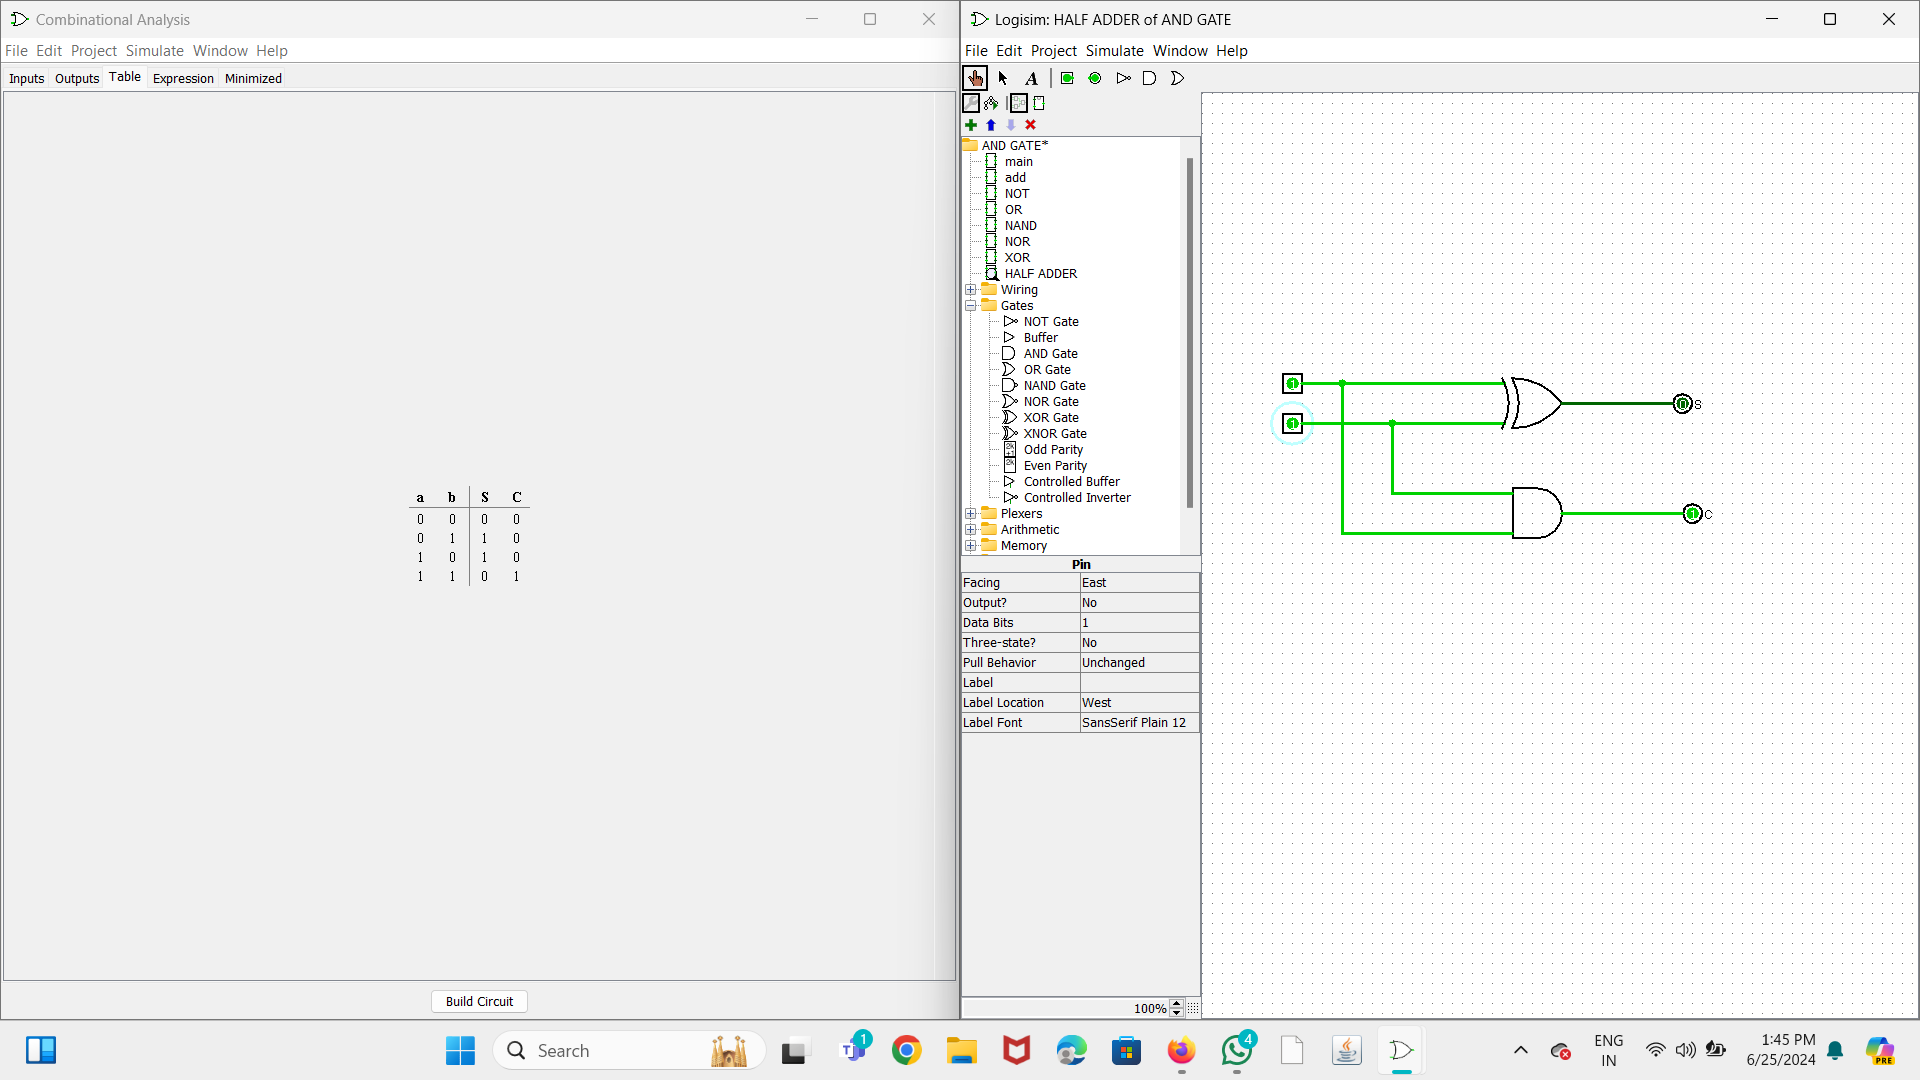 Combinational Analysis
File Edit Project Simulate Window Help
Inputs Outputs Table Expression Minimized
a b S C
0 0 0 0
0 1 1 0
1 0 1 0
1 1 0 1
Build Circuit
Logisim: HALF ADDER of AND GATE
File Edit Project Simulate Window Help
A
AND GATE*
main
add
NOT
OR
NAND
NOR
XOR
HALF ADDER
Wiring
Gates
NOT Gate
Buffer
AND Gate
OR Gate
NAND Gate
NOR Gate
XOR Gate
XNOR Gate
2k+1 Odd Parity
2k Even Parity
Controlled Buffer
Controlled Inverter
Plexers
Arithmetic
Memory
Pin
Facing East
Output? No
Data Bits 1
Three-state? No
Pull Behavior Unchanged
Label
Label Location West
Label Font SansSerif Plain 12
100%
1
1
0 S
1 C
Search
T 1
4
PRE
ENG
IN
1:45 PM
6/25/2024